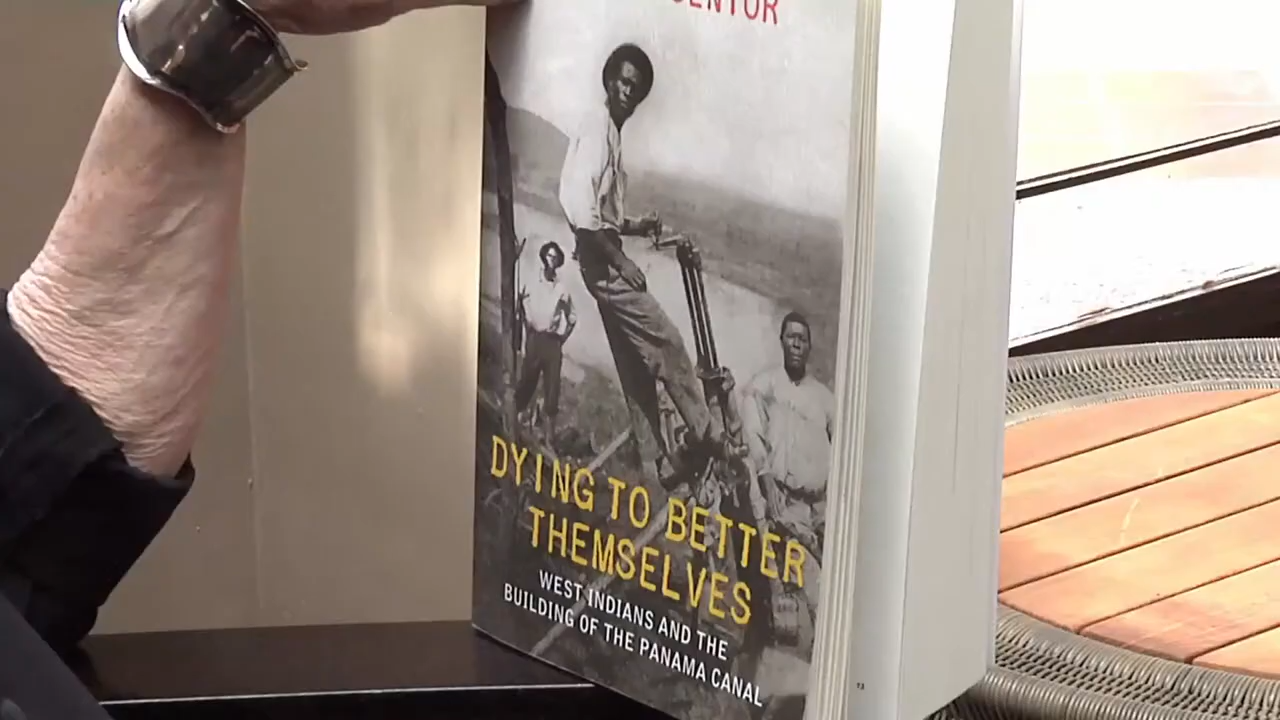 DYING TO BETTER
THEMSELVES
WEST INDIANS AND THE
BUILDING OF THE PANAMA CANAL